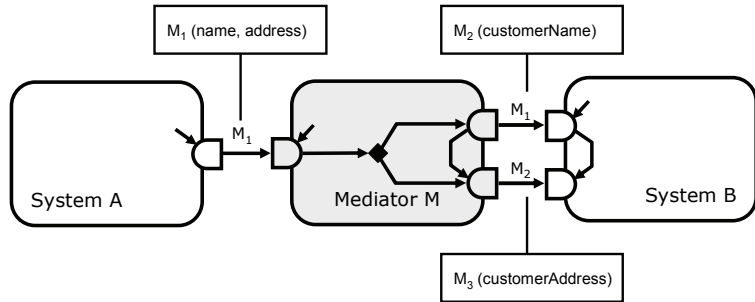 M₁ (name, address)
M₂ (customerName)
M₁
M₁
M₂
System A
Mediator M
System B
M₃ (customerAddress)